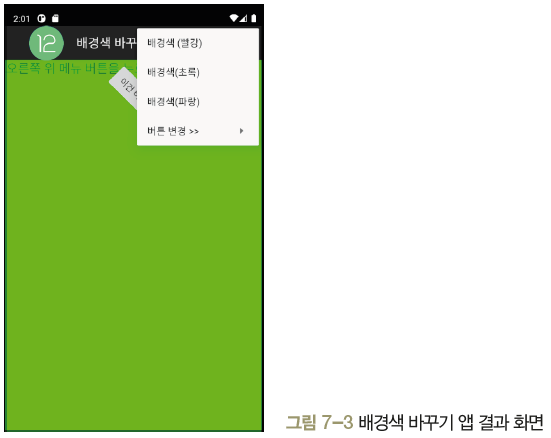 2:01
12 배경색 바꾸
배경색 (빨강)
오른쪽 위 메뉴 버튼을
배경색(초록)
이건
배경색(파랑)
버튼 변경 >>
그림 7-3 배경색 바꾸기 앱 결과 화면